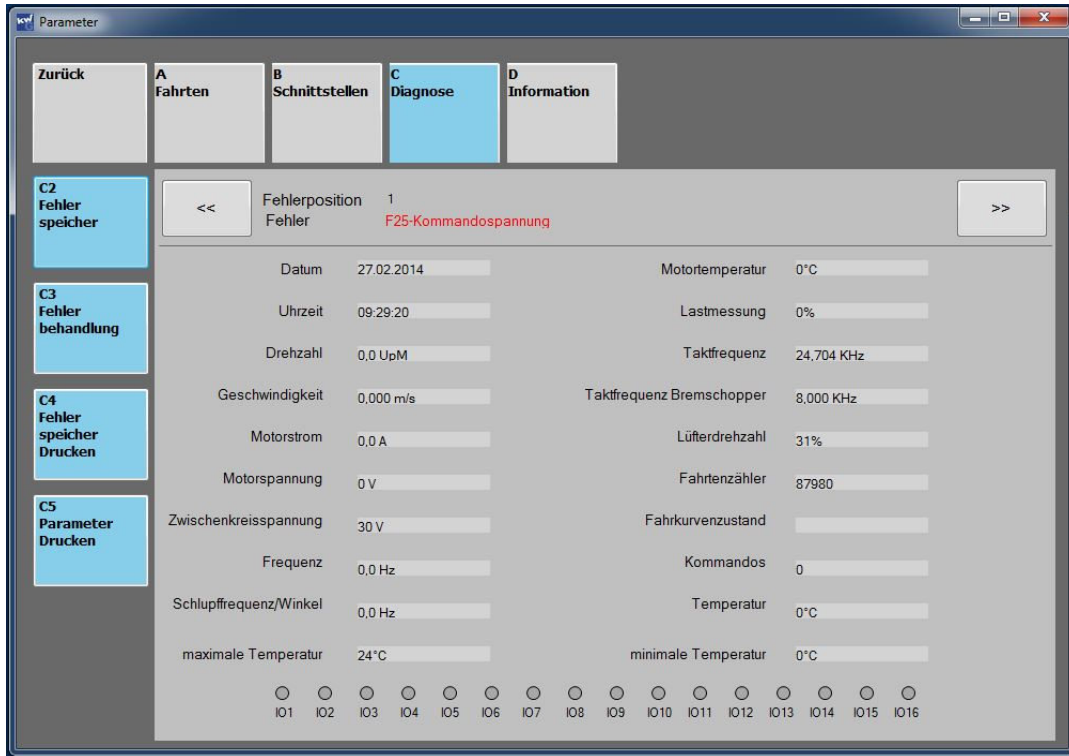 KW Parameter
Zurück
A
Fahrten
B
Schnittstellen
C
Diagnose
D
Information
C2
Fehler
speicher
C3
Fehler
behandlung
C4
Fehler
speicher
Drucken
C5
Parameter
Drucken
<<
Fehlerposition 1
Fehler F25-Kommandospannung
>>
Datum 27.02.2014
Motortemperatur 0°C
Uhrzeit 09:29:20
Lastmessung 0%
Drehzahl 0,0 UpM
Taktfrequenz 24,704 KHz
Geschwindigkeit 0,000 m/s
Taktfrequenz Bremschopper 8,000 KHz
Motorstrom 0,0 A
Lüfterdrehzahl 31%
Motorspannung 0 V
Fahrtenzähler 87980
Zwischenkreisspannung 30 V
Fahrkurvenzustand
Frequenz 0,0 Hz
Kommandos 0
Schlupffrequenz/Winkel 0,0 Hz
Temperatur 0°C
maximale Temperatur 24°C
minimale Temperatur 0°C
IO1 IO2 IO3 IO4 IO5 IO6 IO7 IO8 IO9 IO10 IO11 IO12 IO13 IO14 IO15 IO16